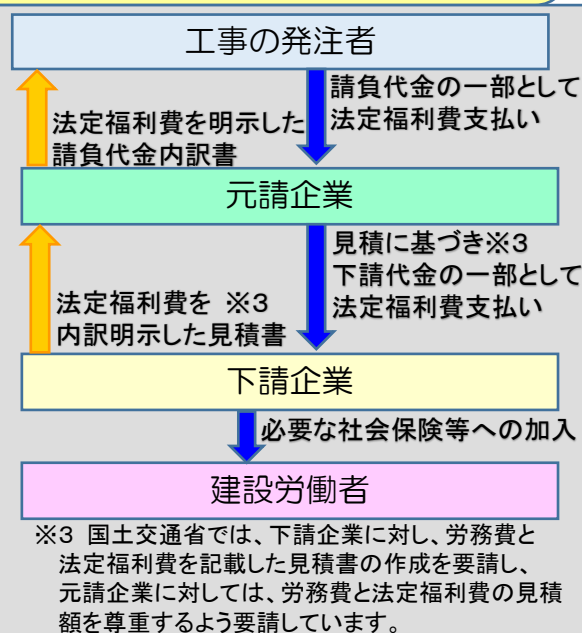 工事の発注者
法定福利費を明示した
請負代金内訳書
請負代金の一部として
法定福利費支払い
元請企業
法定福利費を ※3
内訳明示した見積書
見積に基づき※3
下請代金の一部として
法定福利費支払い
下請企業
必要な社会保険等への加入
建設労働者
※3 国土交通省では、下請企業に対し、労務費と
法定福利費を記載した見積書の作成を要請し、
元請企業に対しては、労務費と法定福利費の見積
額を尊重するよう要請しています。